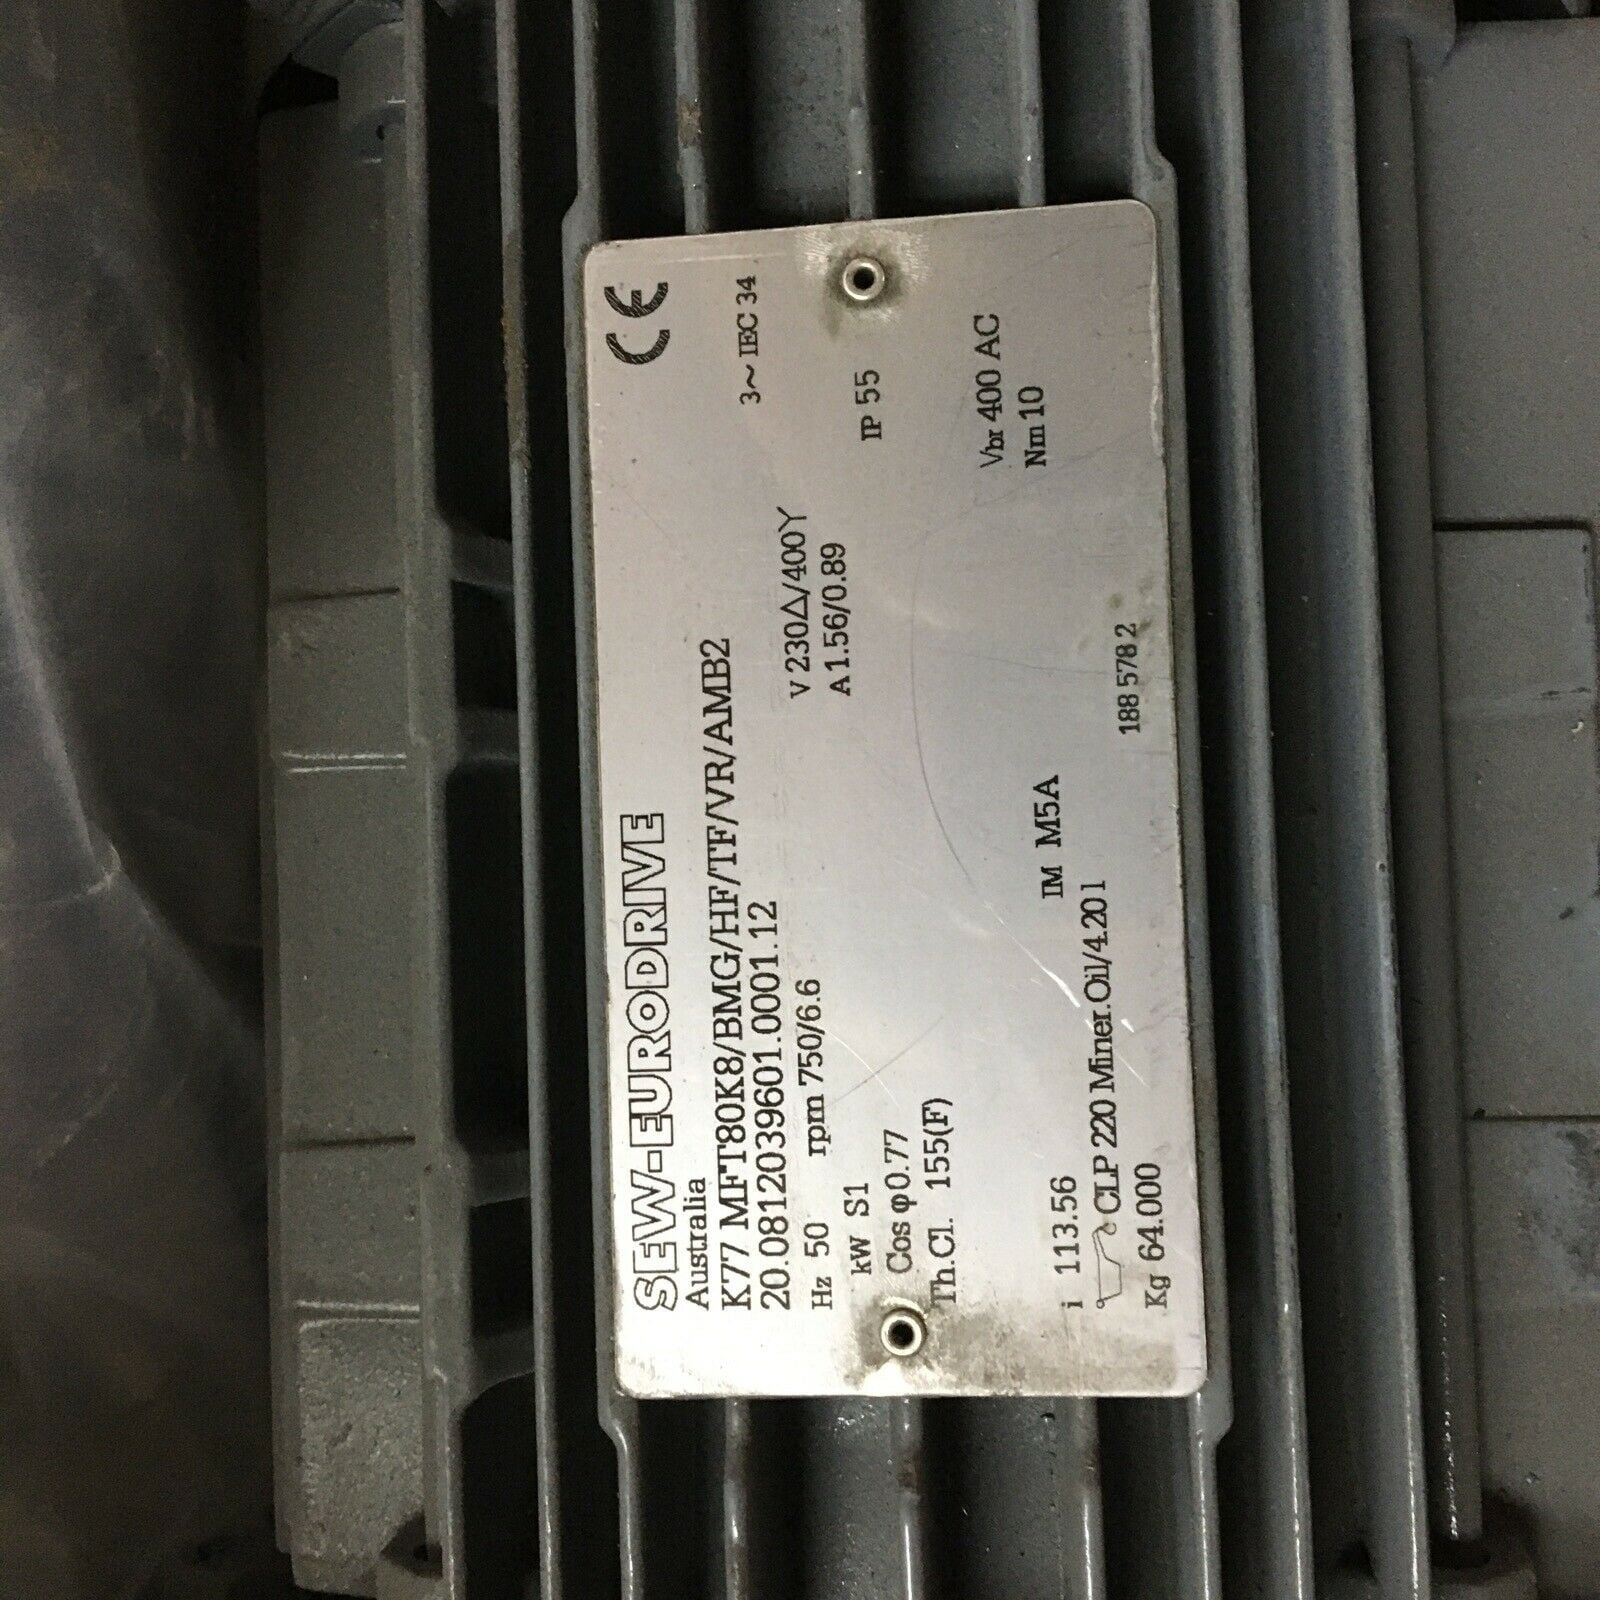 SEW-EURODRIVE CE
Australia
K77 MFT80K8/BMG/HF/TF/VR/AMB2 3~ IEC 34
20.0812039601.0001.12
Hz 50 rpm 750/6.6 V 230Δ/400Y
kW S1 A 1.56/0.89 IP 55
Cos φ 0.77
Th.Cl. 155(F)
Vbr 400 AC
Nm 10
i 113.56 IM M5A
CLP 220 Miner.Oil/4.20 l
Kg 64.000 188 578 2